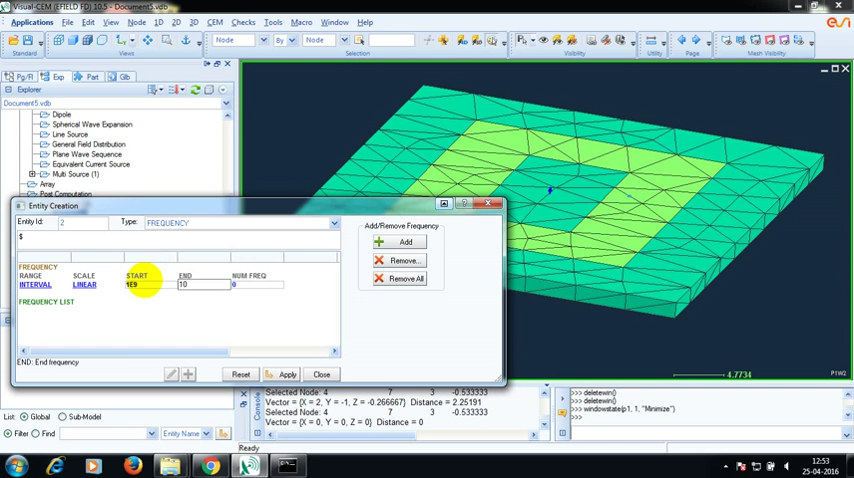 Visual-CEM (EFIELD FD) 10.5 - Document5.vdb
Applications File Edit View Node 1D 2D 3D CEM Checks Tools Macro Window Help
Node By
Standard Views Selection Visibility Utilities Page Mesh Visibility
esi
Pg/Fl Exp Part Glb
Explorer
Document5.vdb
Dipole
Spherical Wave Expansion
Line Source
General Field Distribution
Plane Wave Sequence
Equivalent Current Source
Multi Source (1)
Array
Post Computation
Entity Creation
Entity Id: 2 Type: FREQUENCY
$
FREQUENCY
RANGE SCALE START END NUM FREQ
INTERVAL LINEAR 1E9 10 0
FREQUENCY LIST
END: End frequency
Reset Apply Close
Add/Remove Frequency
Add
Remove...
Remove All
4.7734
P1W2
List: Global Sub-Model
Filter Find Entity Name
Console
Selected Node: 4 7 3 -0.533333
Vector = {X = 2, Y = -1, Z = -0.266667} Distance = 2.25191
Selected Node: 4 7 3 -0.533333
Vector = {X = 0, Y = 0, Z = 0} Distance = 0
>>> deletewin()
>>> deletewin()
>>> windowstate(p1, 1, "Minimize")
>>>
Ready
12:53
25-04-2016